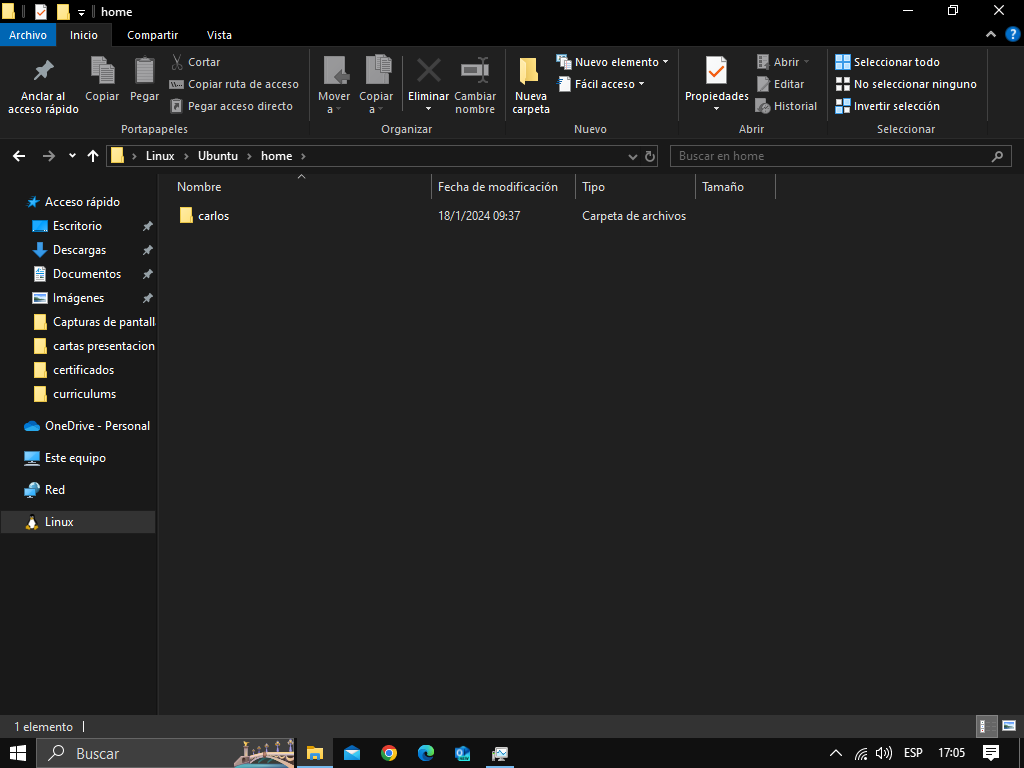 home
Archivo Inicio Compartir Vista
Anclar al acceso rápido
Copiar
Pegar
Cortar
Copiar ruta de acceso
Pegar acceso directo
Portapapeles
Mover a
Copiar a
Eliminar
Cambiar nombre
Organizar
Nueva carpeta
Nuevo elemento
Fácil acceso
Nuevo
Propiedades
Abrir
Editar
Historial
Abrir
Seleccionar todo
No seleccionar ninguno
Invertir selección
Seleccionar
Linux > Ubuntu > home >
Buscar en home
Nombre Fecha de modificación Tipo Tamaño
carlos 18/1/2024 09:37 Carpeta de archivos
Acceso rápido
Escritorio
Descargas
Documentos
Imágenes
Capturas de pantall
cartas presentacion
certificados
curriculums
OneDrive - Personal
Este equipo
Red
Linux
1 elemento
Buscar
ESP 17:05